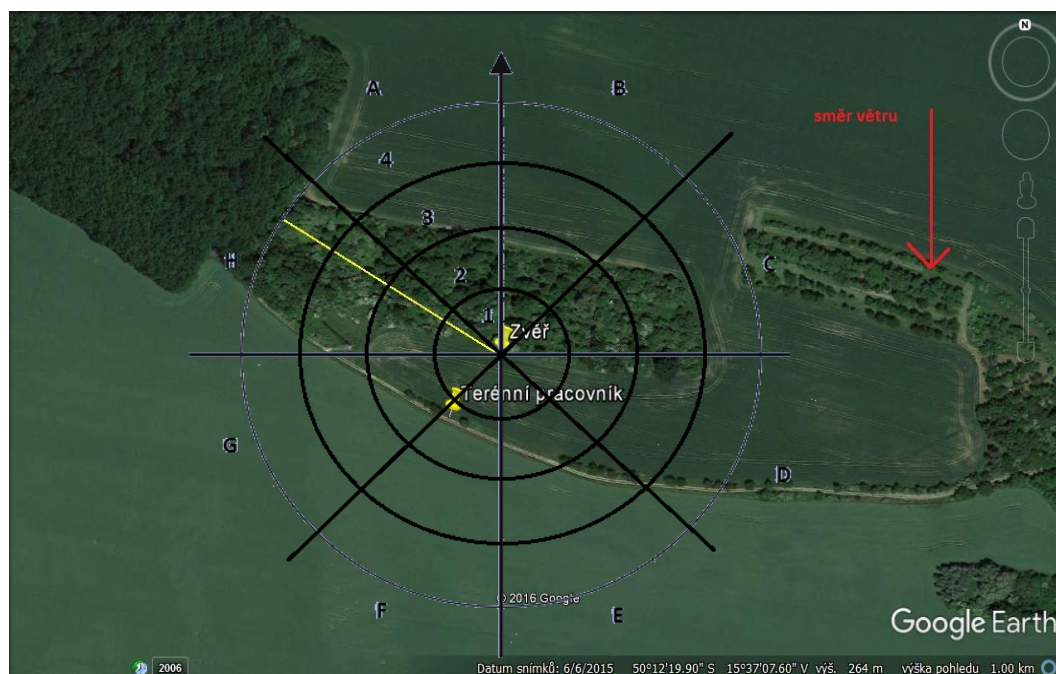 N
A
B
směr větru
4
3
H
C
2
1
Zvěř
Terénní pracovník
G
D
F
E
© 2016 Google
Google Earth
2006
Datum snímků: 6/6/2015 50°12'19.90" S 15°37'07.60" V výš. 264 m výška pohledu 1.00 km